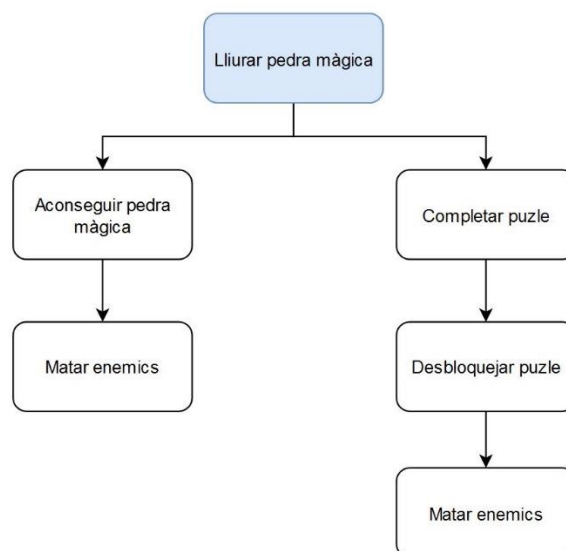 Lliurar pedra màgica
Aconseguir pedra
màgica
Completar puzle
Matar enemics
Desbloquejar puzle
Matar enemics